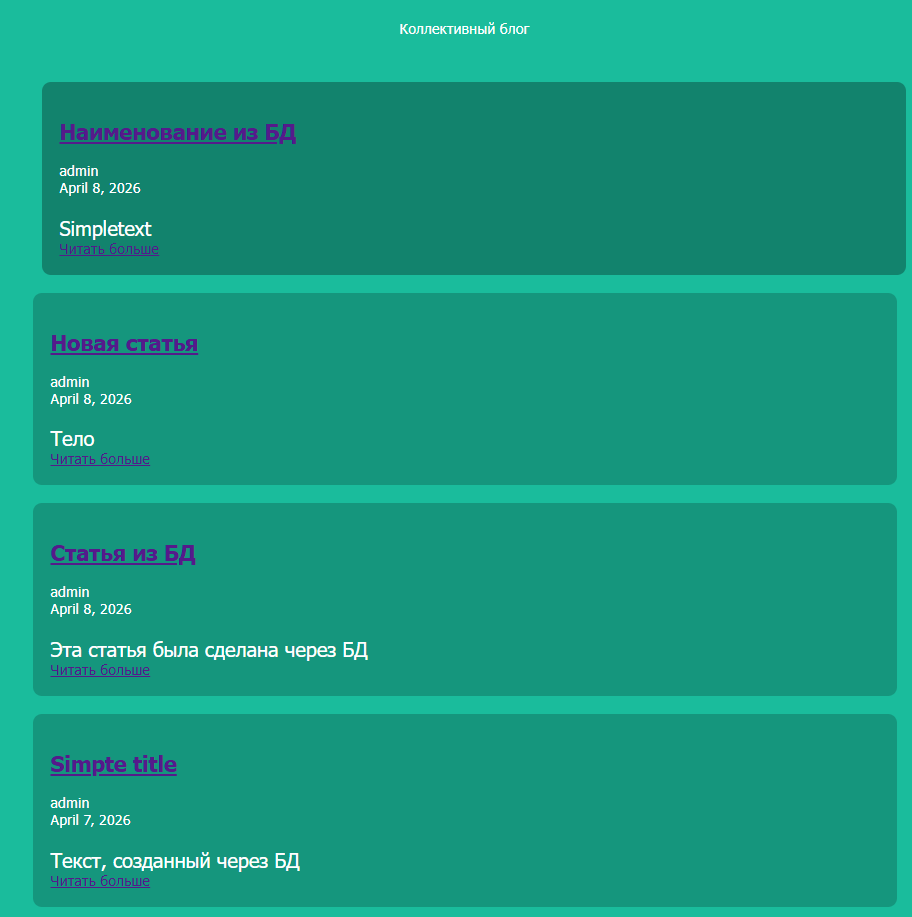 Коллективный блог
Наименование из БД
admin
April 8, 2026
Simpletext
Читать больше
Новая статья
admin
April 8, 2026
Тело
Читать больше
Статья из БД
admin
April 8, 2026
Эта статья была сделана через БД
Читать больше
Simpte title
admin
April 7, 2026
Текст, созданный через БД
Читать больше